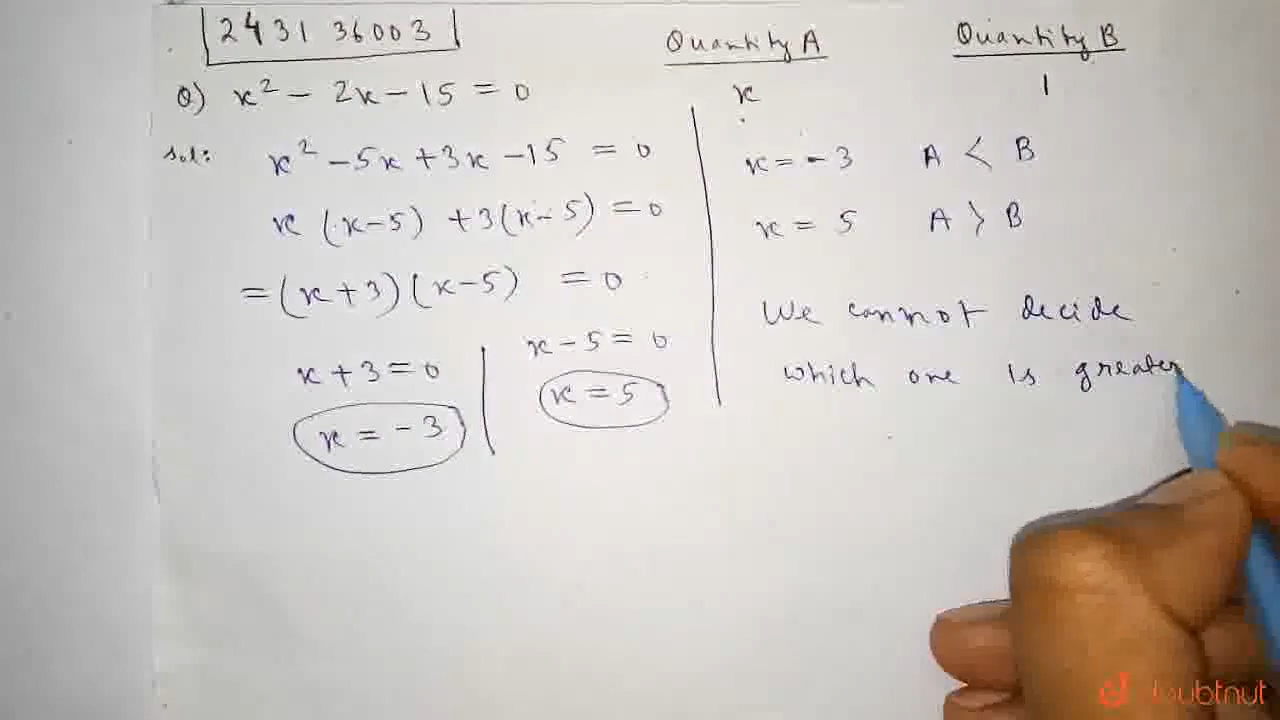 2431 36003
Q) x² - 2x - 15 = 0
Sol:
x² - 5x + 3x - 15 = 0
x (x-5) + 3(x-5) = 0
= (x+3)(x-5) = 0
x + 3 = 0
x = -3
x - 5 = 0
x = 5
Quantity A Quantity B
x 1
x = -3 A < B
x = 5 A > B
We cannot decide
which one is greater
doubtnut